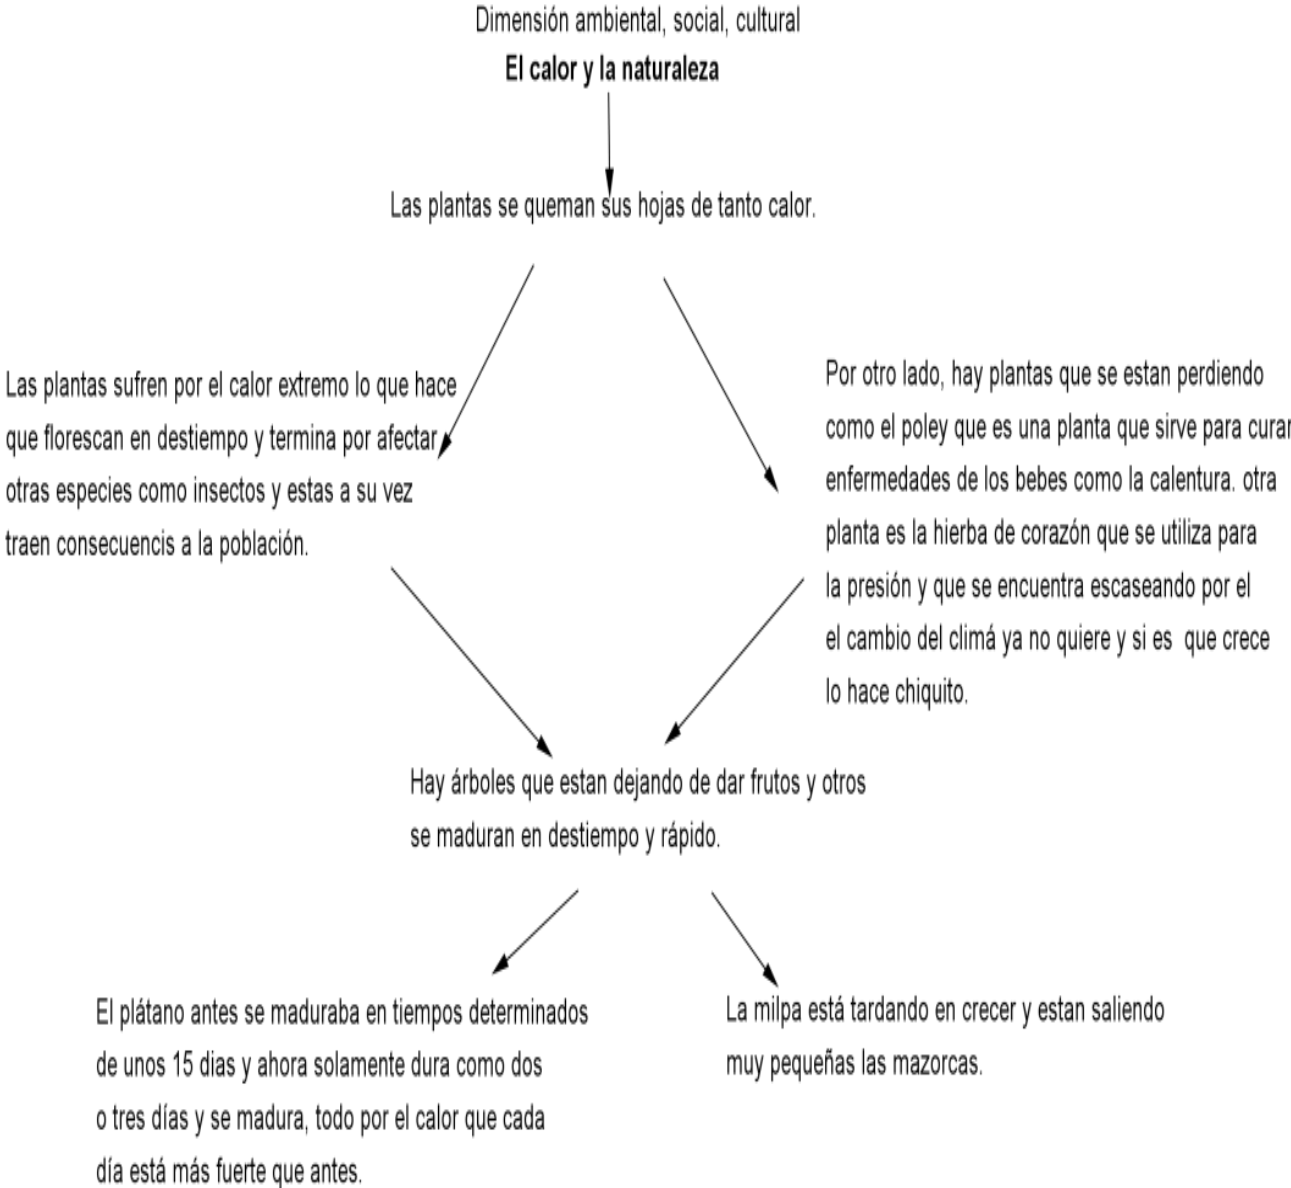 Dimensión ambiental, social, cultural
El calor y la naturaleza
Las plantas se queman sus hojas de tanto calor.
Las plantas sufren por el calor extremo lo que hace
que florescan en destiempo y termina por afectar
otras especies como insectos y estas a su vez
traen consecuencis a la población.
Por otro lado, hay plantas que se estan perdiendo
como el poley que es una planta que sirve para curar
enfermedades de los bebes como la calentura. otra
planta es la hierba de corazón que se utiliza para
la presión y que se encuentra escaseando por el
el cambio del climá ya no quiere y si es  que crece
lo hace chiquito.
Hay árboles que estan dejando de dar frutos y otros
se maduran en destiempo y rápido.
El plátano antes se maduraba en tiempos determinados
de unos 15 dias y ahora solamente dura como dos
o tres días y se madura, todo por el calor que cada
día está más fuerte que antes.
La milpa está tardando en crecer y estan saliendo
muy pequeñas las mazorcas.